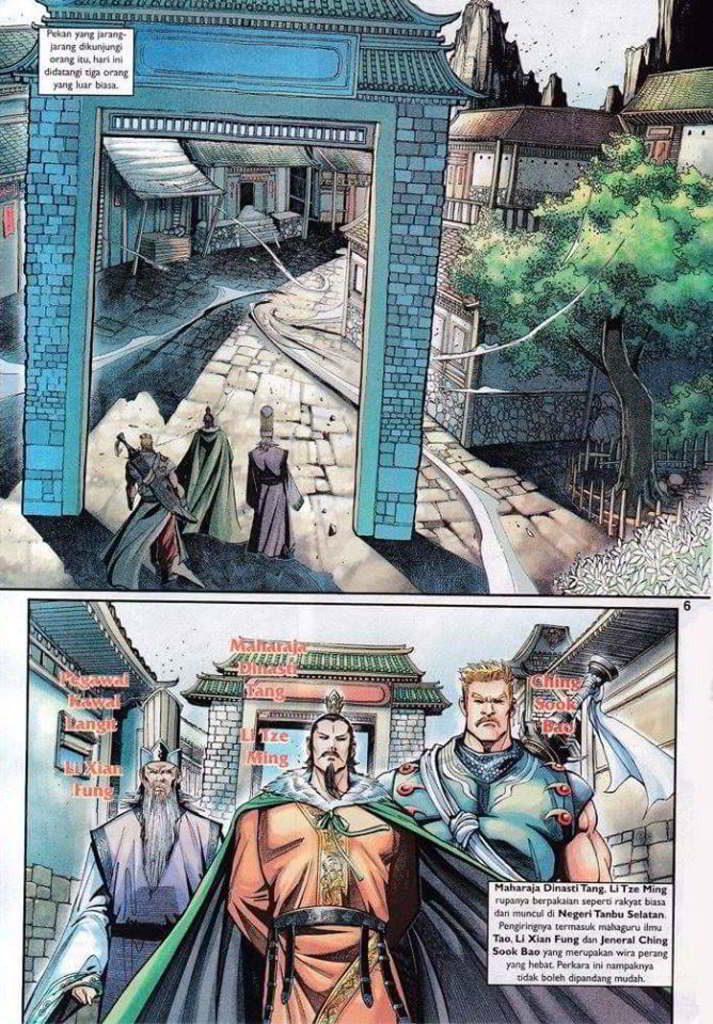 Pekan yang jarang-
jarang dikunjungi
orang itu, hari ini
didatangi tiga orang
yang luar biasa.
6
Maharaja
Dinasti
Tang
Li Tze
Ming
Pegawai
Kawal
Langit
Li Xian
Fung
Ching
Sook
Bao
Maharaja Dinasti Tang, Li Tze Ming
rupanya berpakaian seperti rakyat biasa
dan muncul di Negeri Tanbu Selatan.
Pengiringnya termasuk mahaguru ilmu
Tao, Li Xian Fung dan Jeneral Ching
Sook Bao yang merupakan wira perang
yang hebat. Perkara ini nampaknya
tidak boleh dipandang mudah.